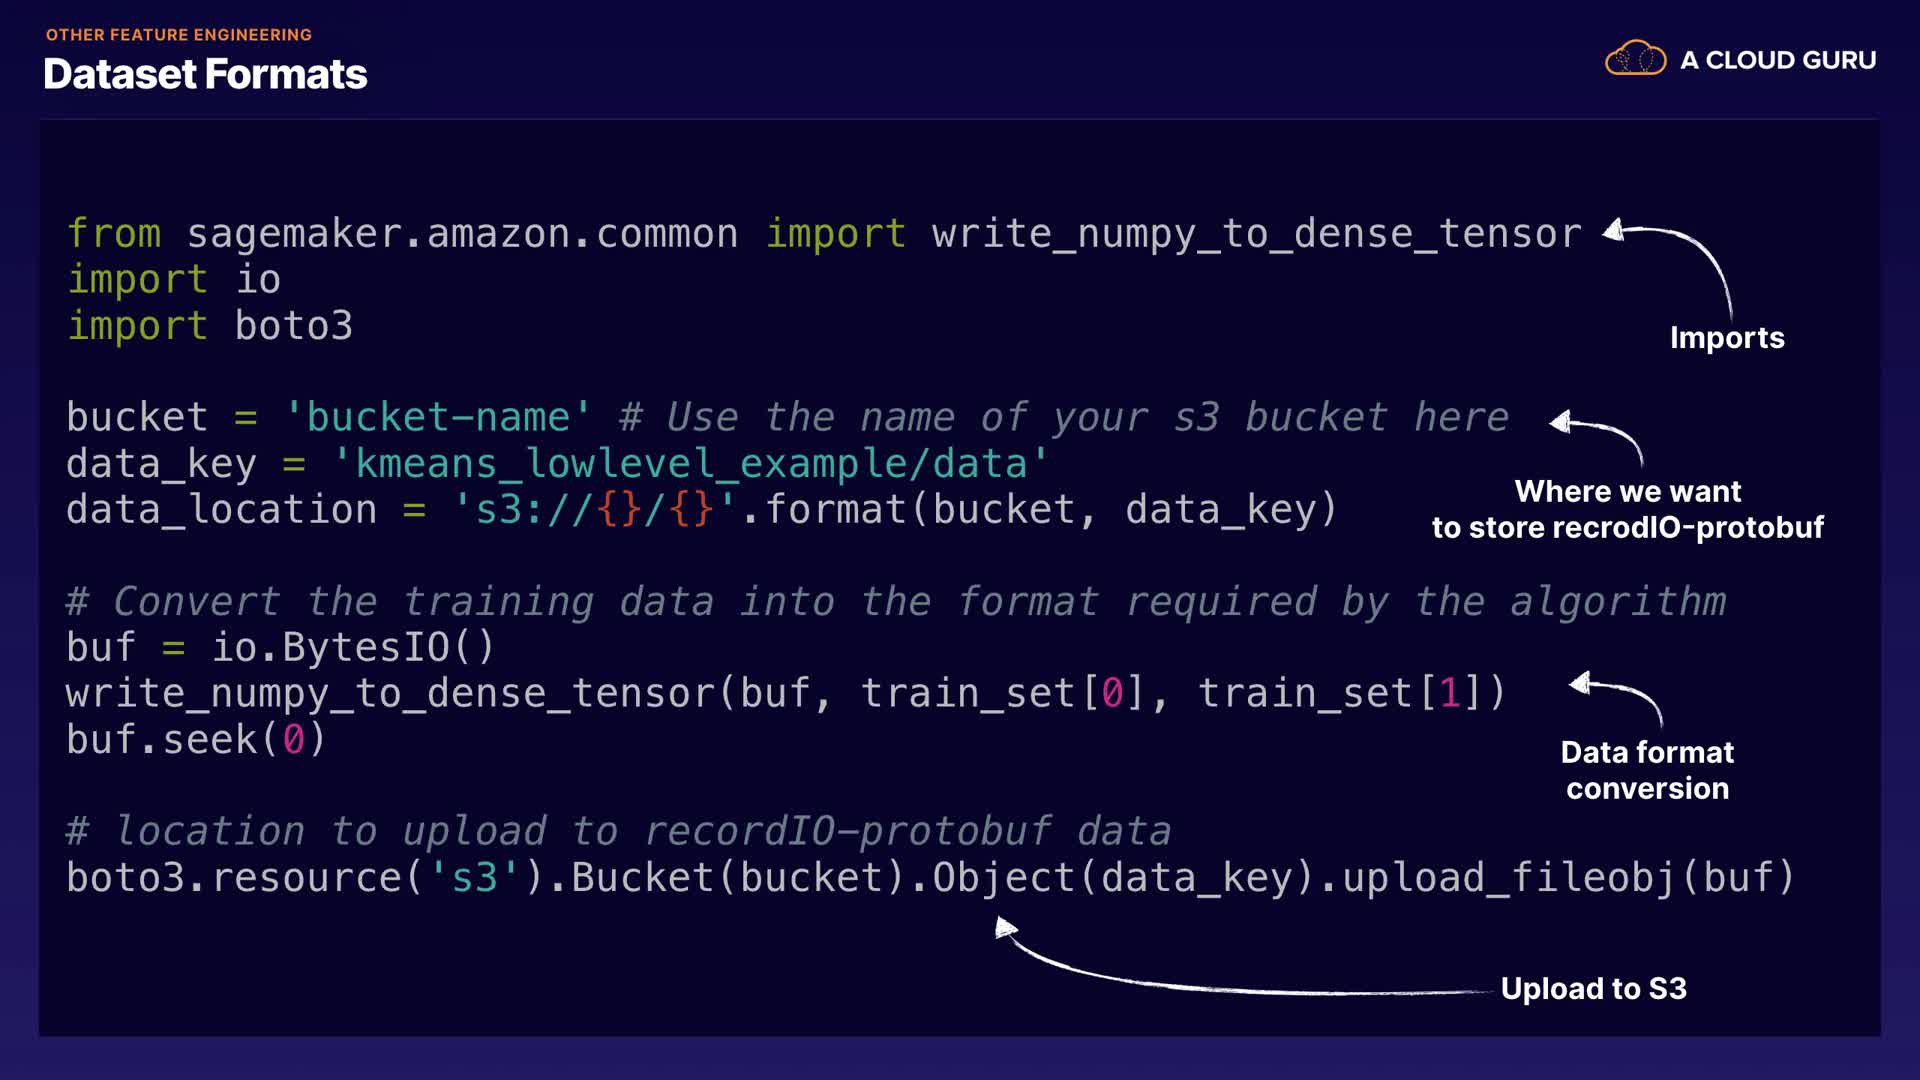 OTHER FEATURE ENGINEERING
Dataset Formats
A CLOUD GURU
from sagemaker.amazon.common import write_numpy_to_dense_tensor
import io
import boto3
Imports
bucket = 'bucket-name' # Use the name of your s3 bucket here
data_key = 'kmeans_lowlevel_example/data'
data_location = 's3://{}/{}'.format(bucket, data_key)
Where we want
to store recrodIO-protobuf
# Convert the training data into the format required by the algorithm
buf = io.BytesIO()
write_numpy_to_dense_tensor(buf, train_set[0], train_set[1])
buf.seek(0)
Data format
conversion
# location to upload to recordIO-protobuf data
boto3.resource('s3').Bucket(bucket).Object(data_key).upload_fileobj(buf)
Upload to S3